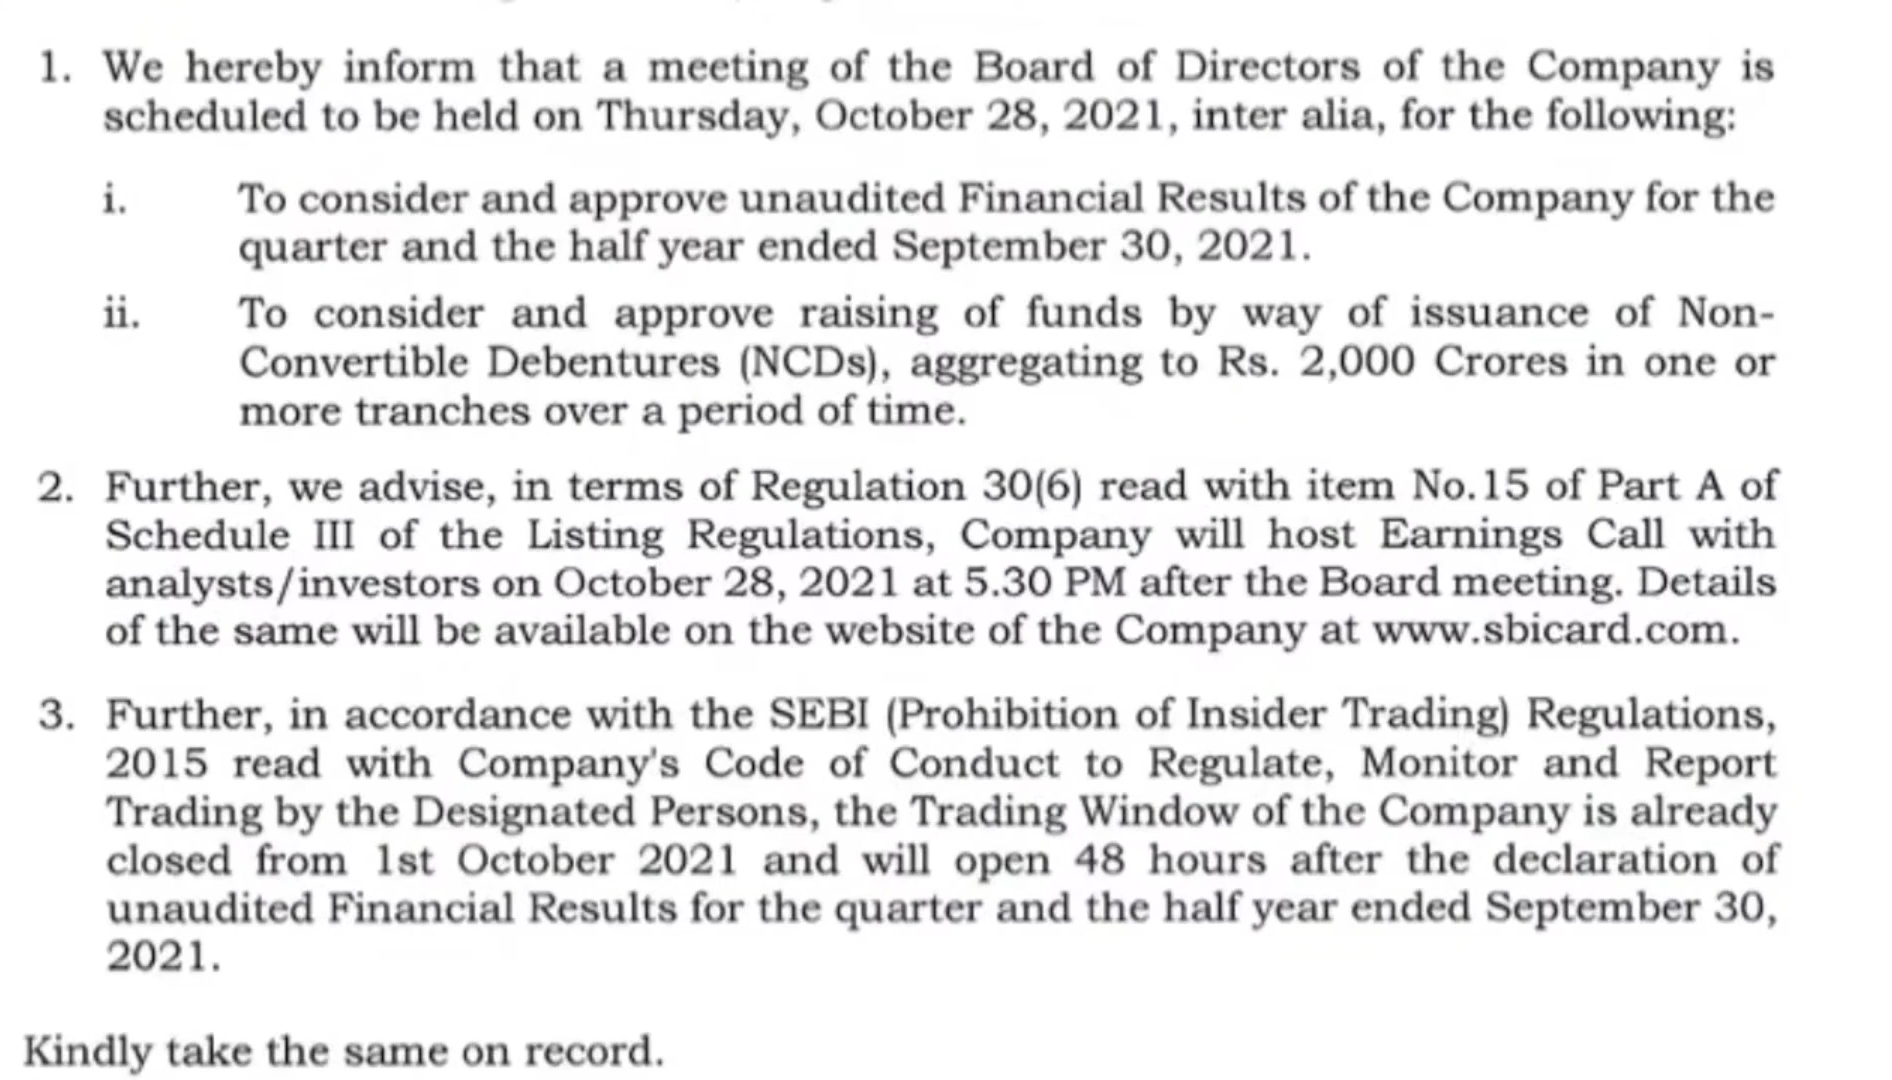 1. We hereby inform that a meeting of the Board of Directors of the Company is
scheduled to be held on Thursday, October 28, 2021, inter alia, for the following:
i. To consider and approve unaudited Financial Results of the Company for the
quarter and the half year ended September 30, 2021.
ii. To consider and approve raising of funds by way of issuance of Non-
Convertible Debentures (NCDs), aggregating to Rs. 2,000 Crores in one or
more tranches over a period of time.
2. Further, we advise, in terms of Regulation 30(6) read with item No.15 of Part A of
Schedule III of the Listing Regulations, Company will host Earnings Call with
analysts/investors on October 28, 2021 at 5.30 PM after the Board meeting. Details
of the same will be available on the website of the Company at www.sbicard.com.
3. Further, in accordance with the SEBI (Prohibition of Insider Trading) Regulations,
2015 read with Company's Code of Conduct to Regulate, Monitor and Report
Trading by the Designated Persons, the Trading Window of the Company is already
closed from 1st October 2021 and will open 48 hours after the declaration of
unaudited Financial Results for the quarter and the half year ended September 30,
2021.
Kindly take the same on record.